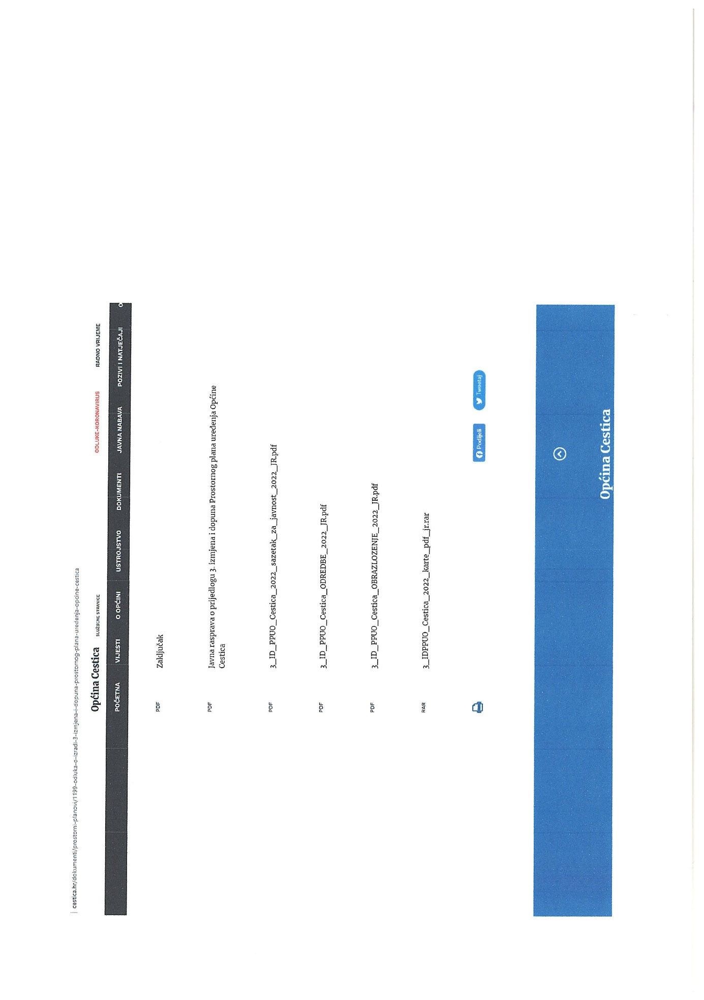 cestica.hr/dokumenti/prostorni-planovi/1199-odluka-o-izradi-3-izmjena-i-dopuna-prostornog-plana-uredenja-opcine-cestica
Općina Cestica SLUŽBENE STRANICE ODLUKE-KORONAVIRUS RADNO VRIJEME
POČETNA VIJESTI O OPĆINI USTROJSTVO DOKUMENTI JAVNA NABAVA POZIVI I NATJEČAJI O
PDF Zaključak
PDF Javna rasprava o prijedlogu 3. izmjena i dopuna Prostornog plana uređenja Općine
Cestica
PDF 3_ID_PPUO_Cestica_2022_sazetak_za_javnost_2022_JR.pdf
PDF 3_ID_PPUO_Cestica_ODREDBE_2022_JR.pdf
PDF 3_ID_PPUO_Cestica_OBRAZLOZENJE_2022_JR.pdf
RAR 3_IDPPUO_Cestica_2022_karte_pdf_jr.rar
Podijeli Tweetaj
Općina Cestica